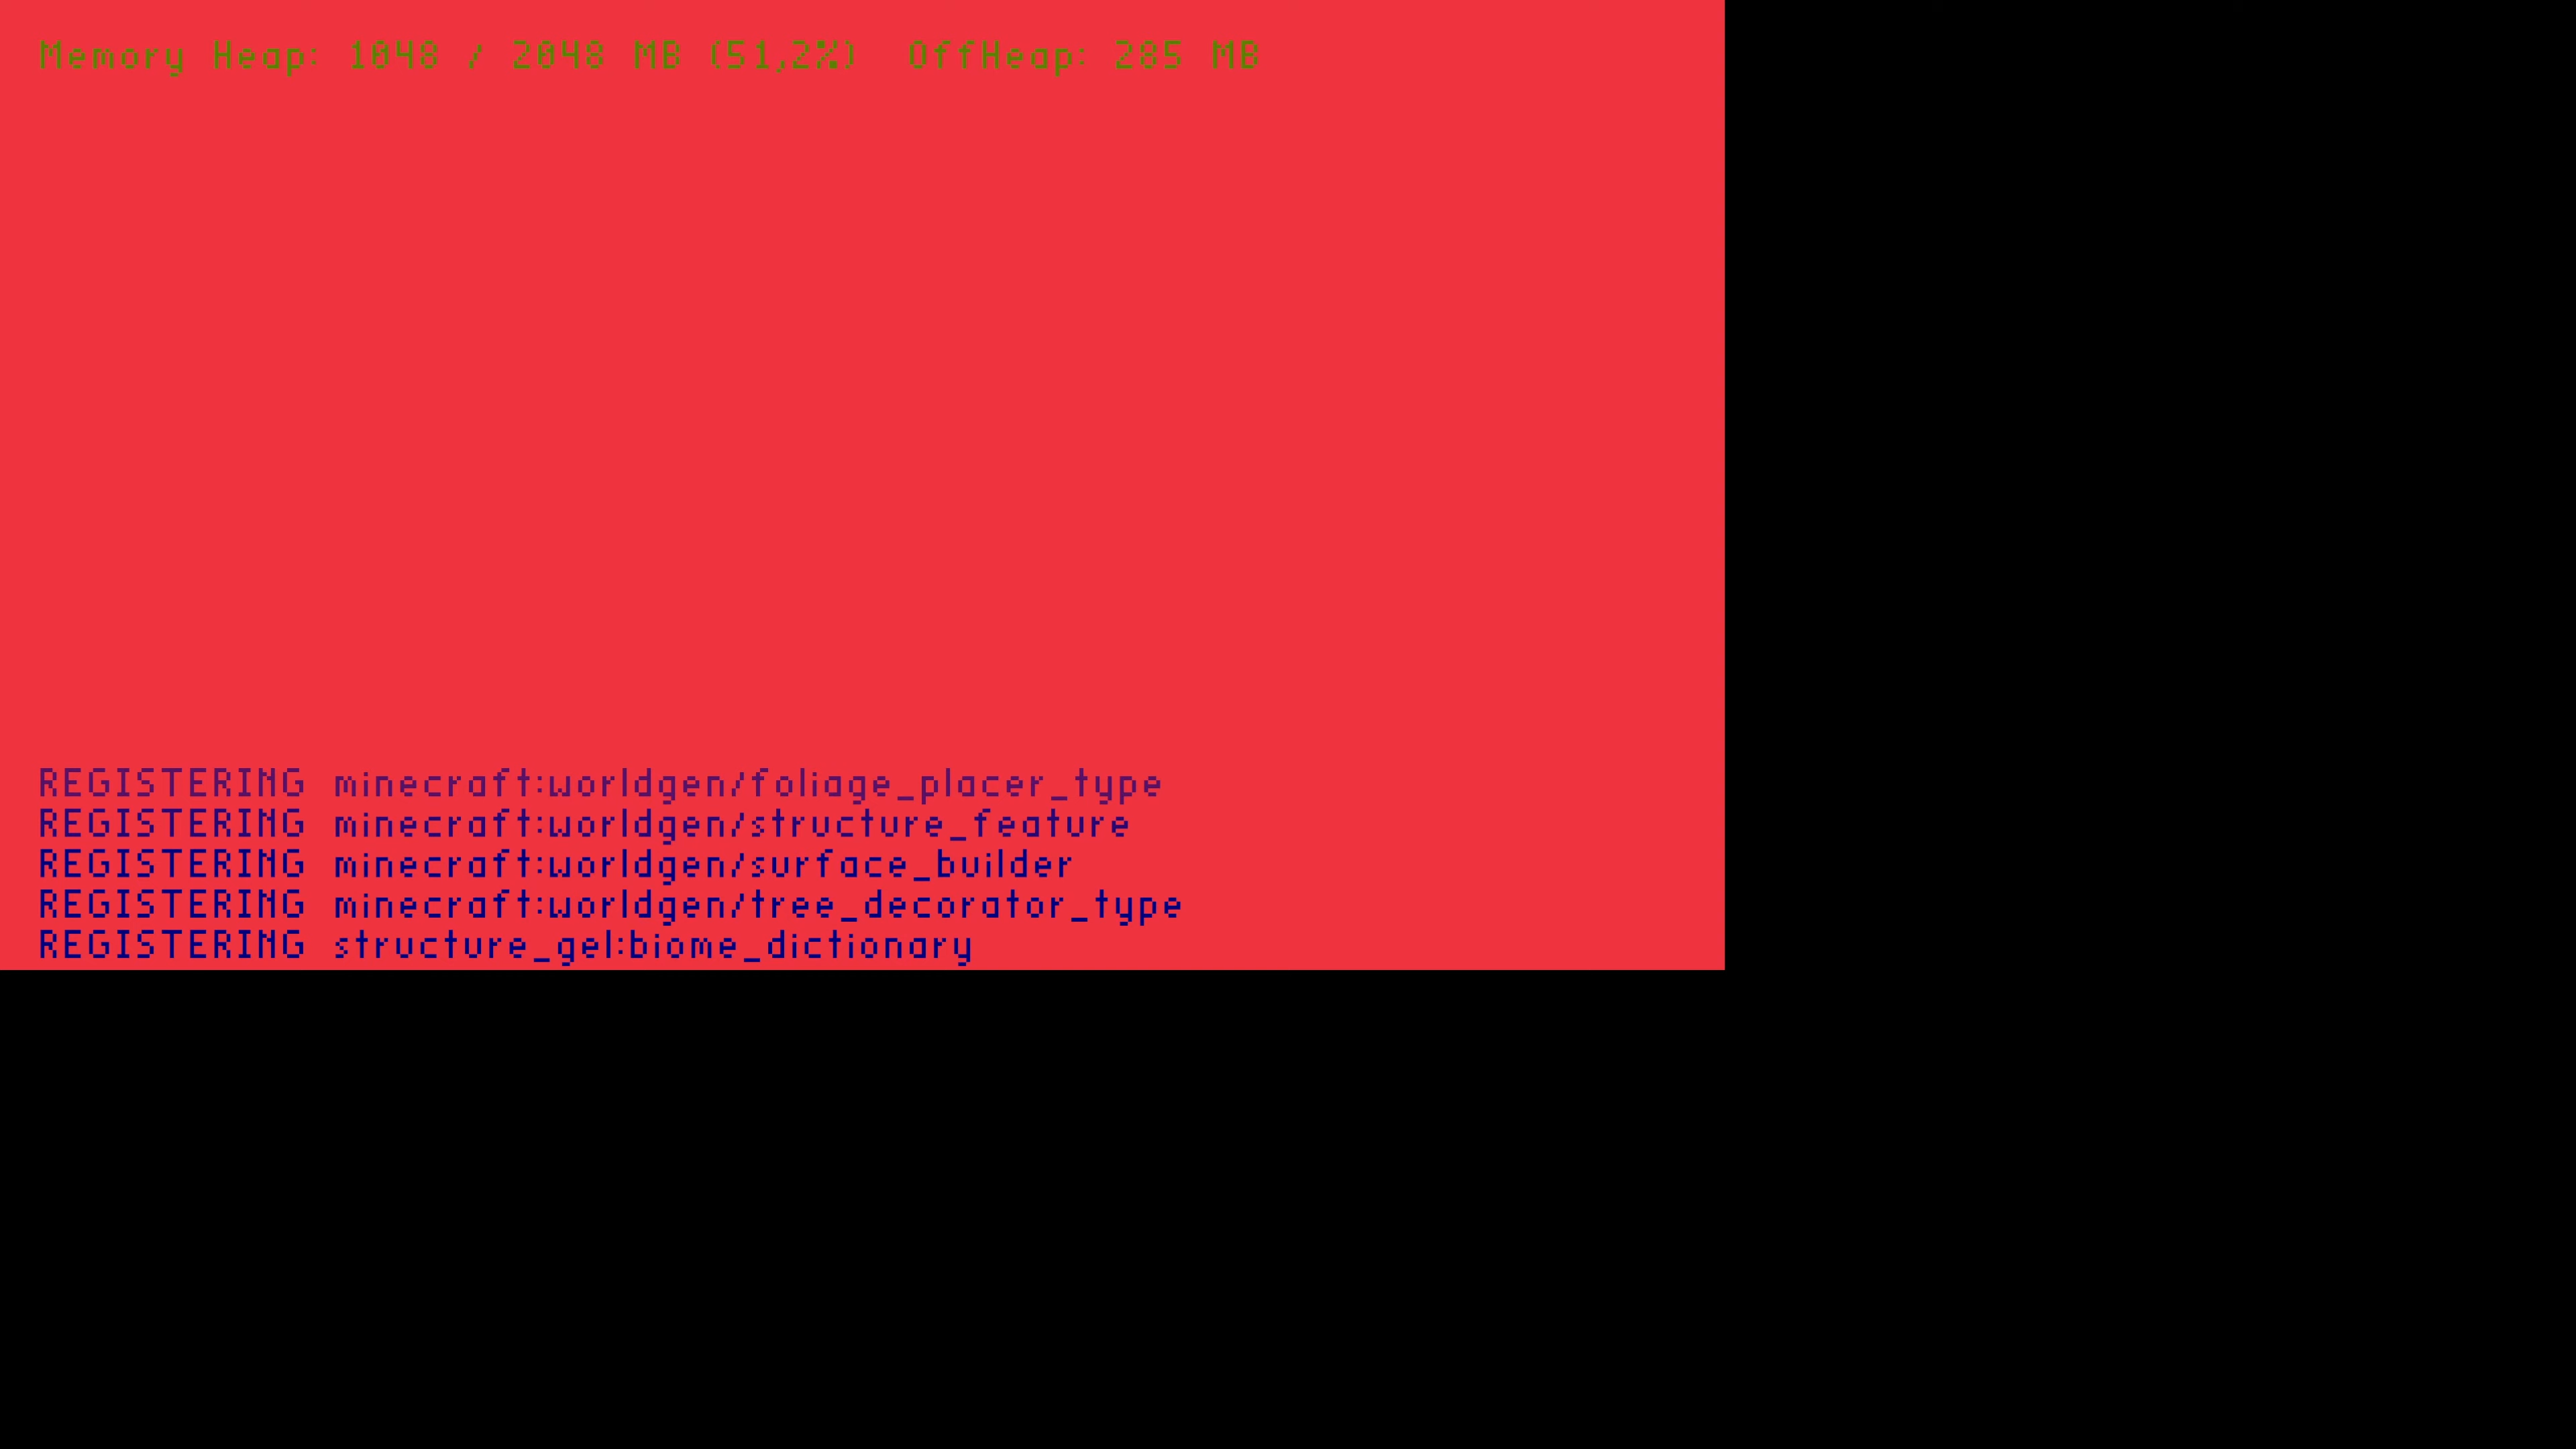 Memory Heap: 1048 / 2048 MB (51,2%)  OffHeap: 285 MB
REGISTERING minecraft:worldgen/foliage_placer_type
REGISTERING minecraft:worldgen/structure_feature
REGISTERING minecraft:worldgen/surface_builder
REGISTERING minecraft:worldgen/tree_decorator_type
REGISTERING structure_gel:biome_dictionary